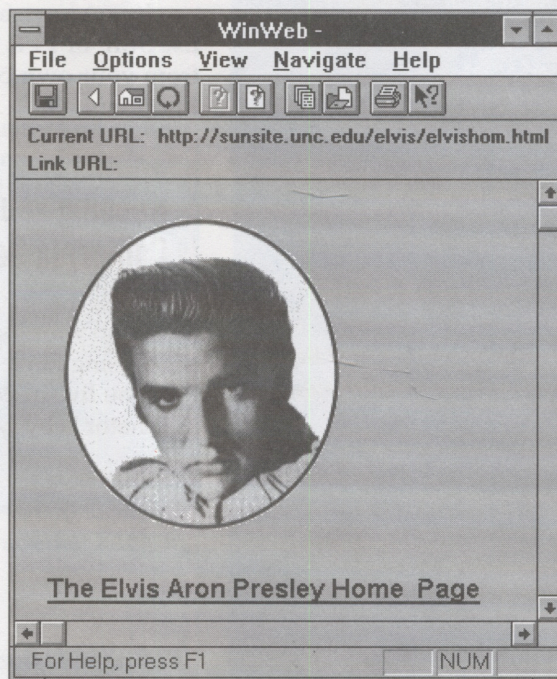 WinWeb -
File Options View Navigate Help
Current URL: http://sunsite.unc.edu/elvis/elvishom.html
Link URL:
The Elvis Aron Presley Home Page
For Help, press F1 NUM